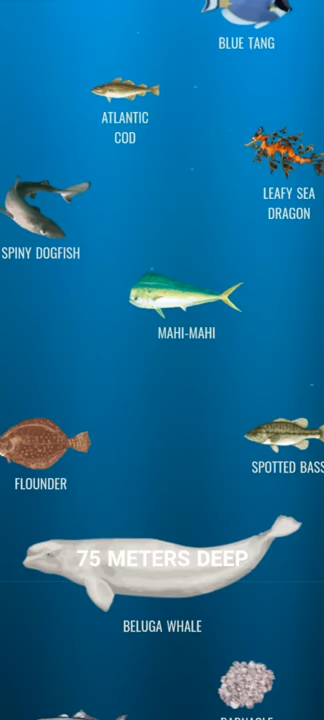 BLUE TANG
ATLANTIC
COD
LEAFY SEA
DRAGON
SPINY DOGFISH
MAHI-MAHI
SPOTTED BASS
FLOUNDER
75 METERS DEEP
BELUGA WHALE
BARNACLE